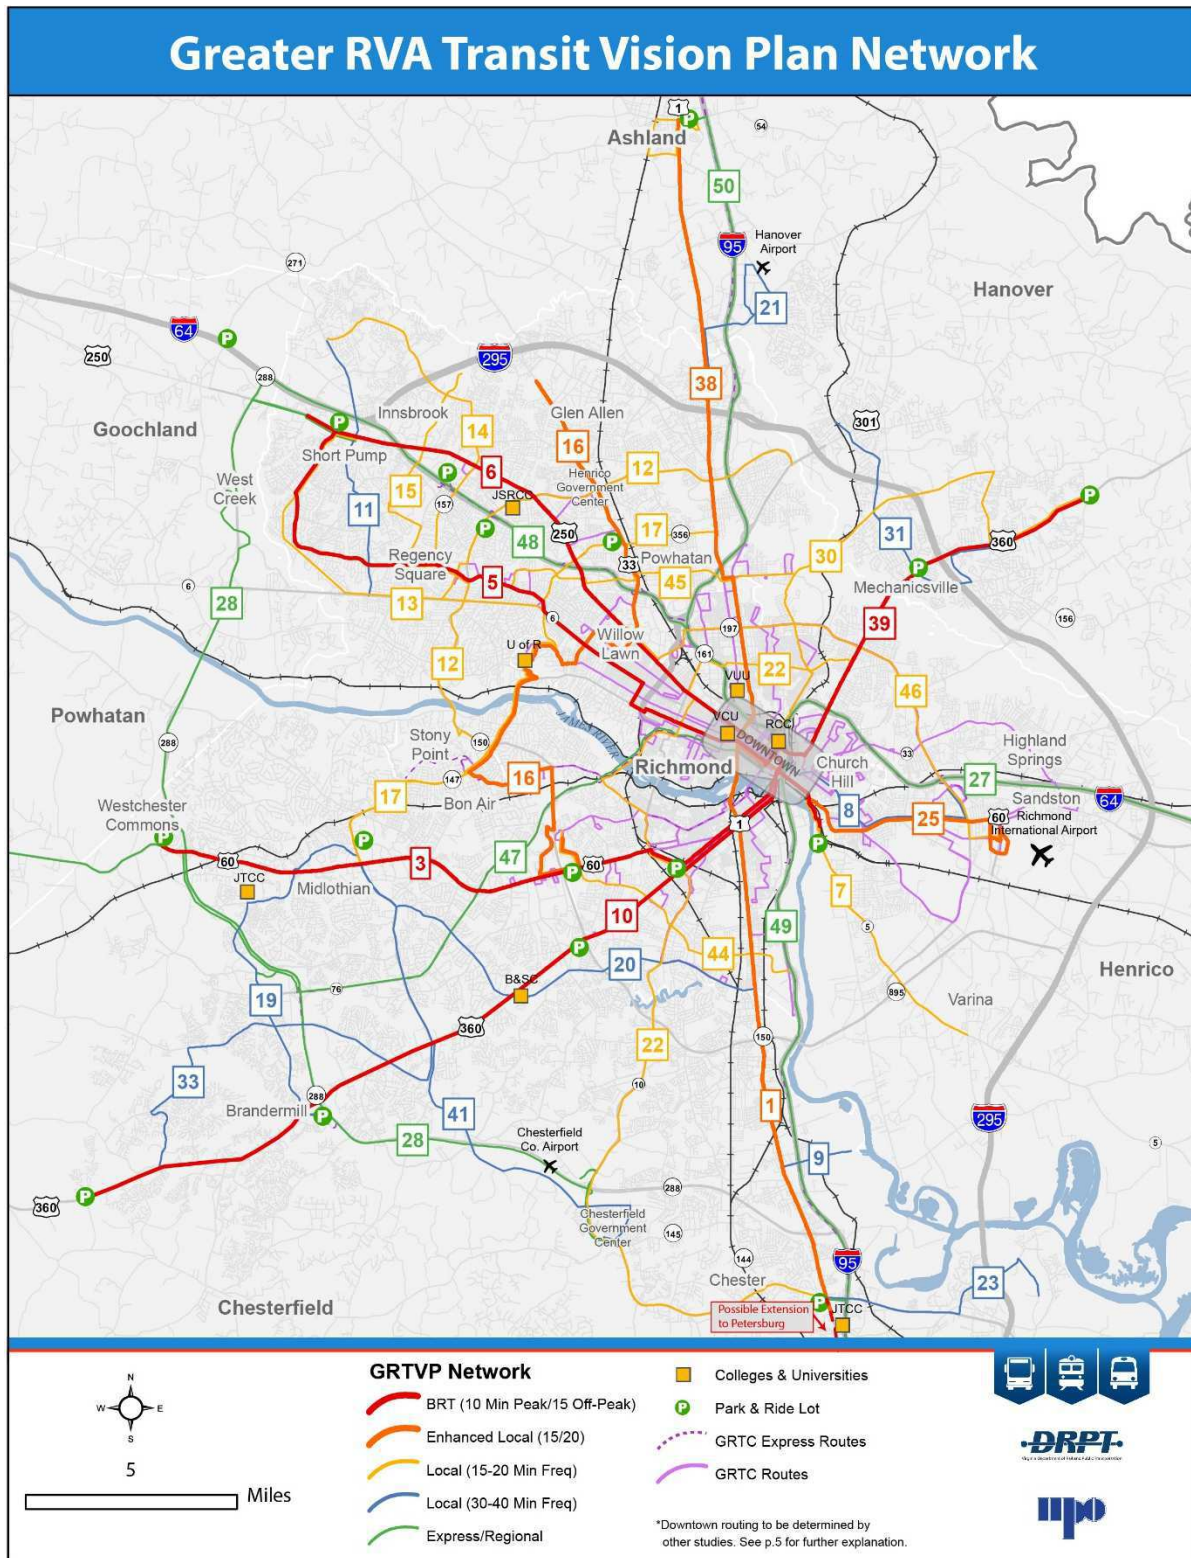 Greater RVA Transit Vision Plan Network
1
Ashland
P
54
50
95
Hanover
Airport
21
Hanover
271
64
P
250
295
288
38
301
Goochland
Innsbrook
Glen Allen
P
14
16
Short Pump
6
12
Henrico
Government
Center
West
Creek
15
P
11
157
JSRCC
P
P
250
17
356
31
360
48
33
Powhatan
30
Mechanicsville
P
Regency
Square
45
5
6
28
13
39
156
6
Willow
Lawn
197
U of R
161
22
12
VUU
46
Powhatan
JAMES RIVER
VCU
RCC
DOWNTOWN
288
Stony
Point
150
33
Highland
Springs
147
16
Richmond
Church
Hill
27
17
Bon Air
64
Sandston
8
25
60
Richmond
International Airport
Westchester
Commons
P
1
P
60
3
47
60
P
P
JTCC
Midlothian
7
10
49
5
P
44
20
Henrico
B&SC
76
19
895
Varina
360
22
150
33
288
10
1
Brandermill
P
41
295
28
Chesterfield
Co. Airport
9
5
P
360
288
Chesterfield
Government
Center
145
144
95
Chester
23
P
Chesterfield
Possible Extension
to Petersburg
JTCC
GRTVP Network
BRT (10 Min Peak/15 Off-Peak)
Enhanced Local (15/20)
Local (15-20 Min Freq)
Local (30-40 Min Freq)
Express/Regional
Colleges & Universities
P Park & Ride Lot
GRTC Express Routes
GRTC Routes
*Downtown routing to be determined by
other studies. See p.5 for further explanation.
N
W E
S
5
Miles
DRPT
mpo